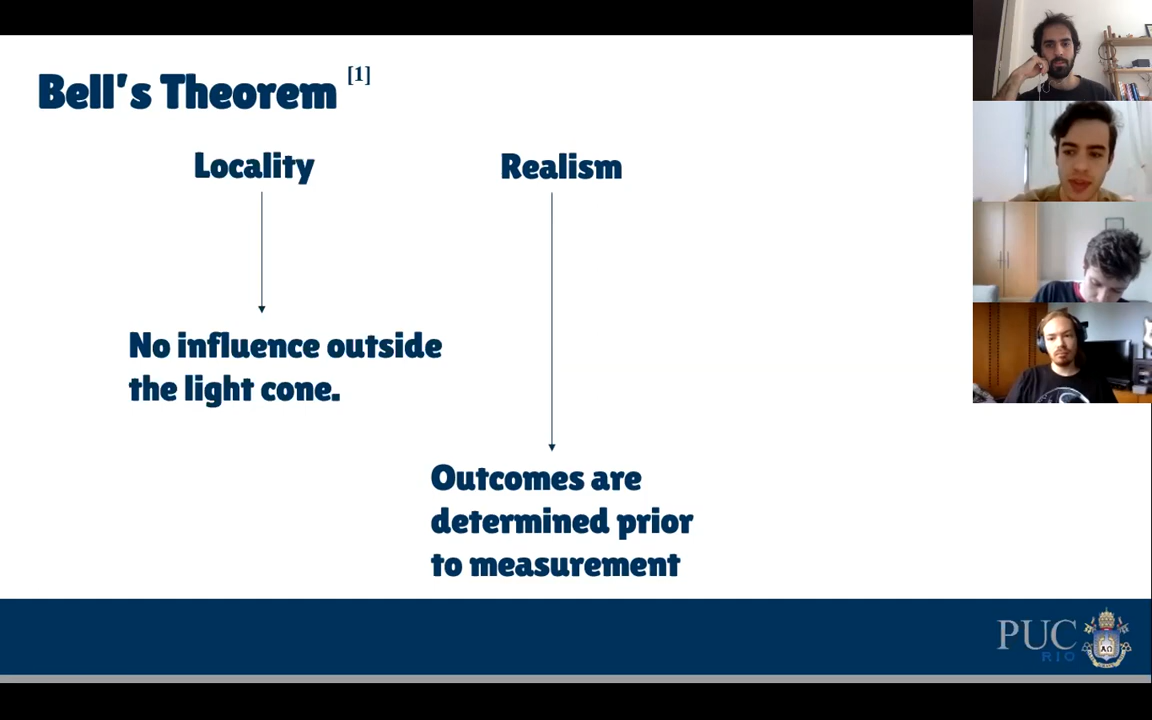 Bell's Theorem [1]
Locality
Realism
No influence outside
the light cone.
Outcomes are
determined prior
to measurement
PUC
RIO
ΑΩ